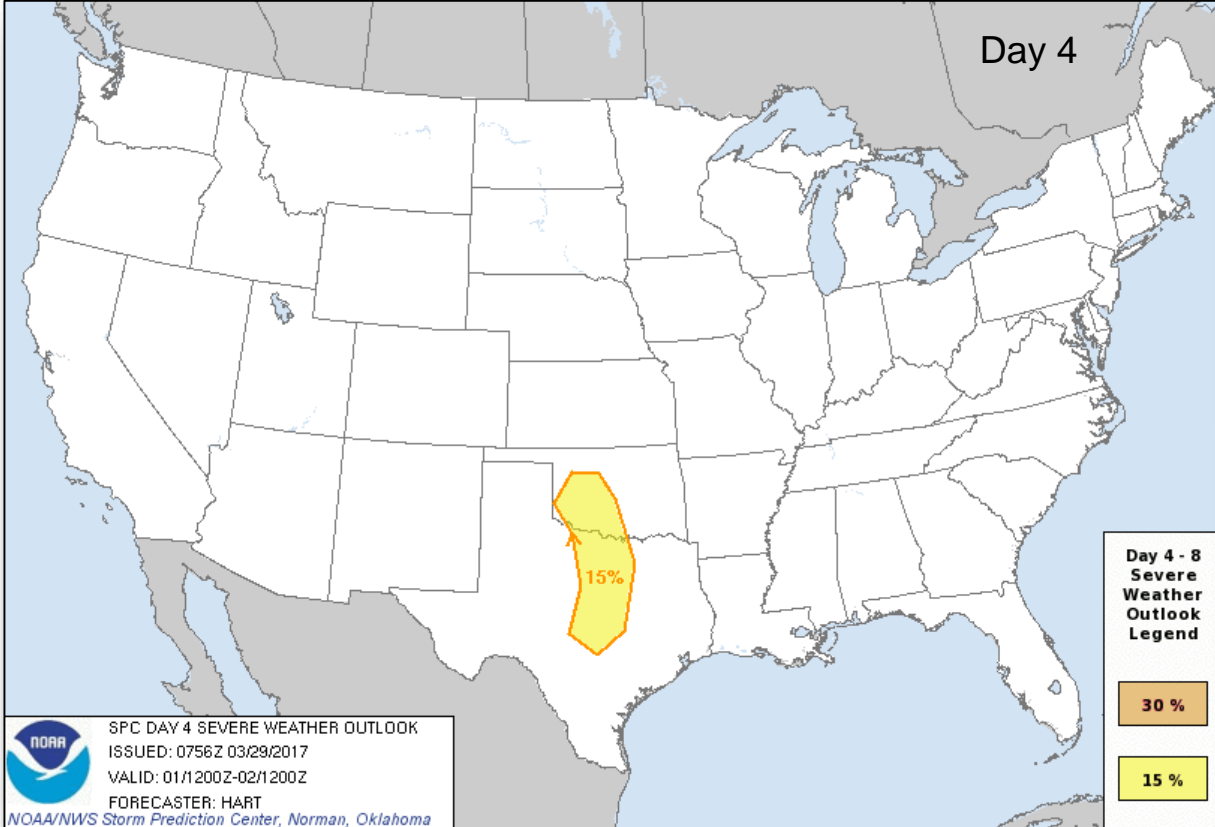 Day 4
15%
Day 4 - 8
Severe
Weather
Outlook
Legend
30 %
15 %
NOAA
SPC DAY 4 SEVERE WEATHER OUTLOOK
ISSUED: 0756Z 03/29/2017
VALID: 01/1200Z-02/1200Z
FORECASTER: HART
NOAA/NWS Storm Prediction Center, Norman, Oklahoma